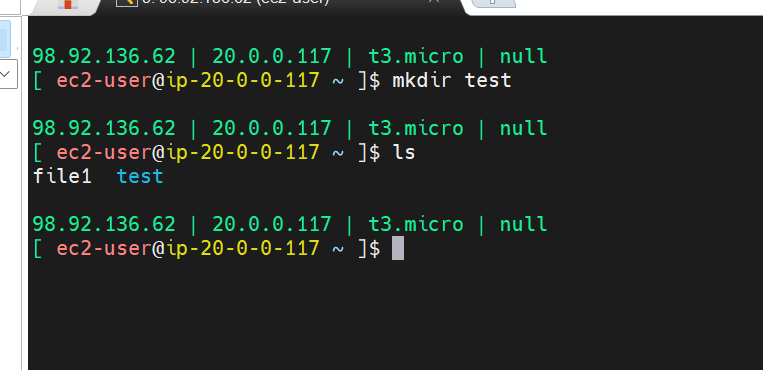 98.92.136.62 | 20.0.0.117 | t3.micro | null
[ ec2-user@ip-20-0-0-117 ~ ]$ mkdir test
98.92.136.62 | 20.0.0.117 | t3.micro | null
[ ec2-user@ip-20-0-0-117 ~ ]$ ls
file1  test
98.92.136.62 | 20.0.0.117 | t3.micro | null
[ ec2-user@ip-20-0-0-117 ~ ]$